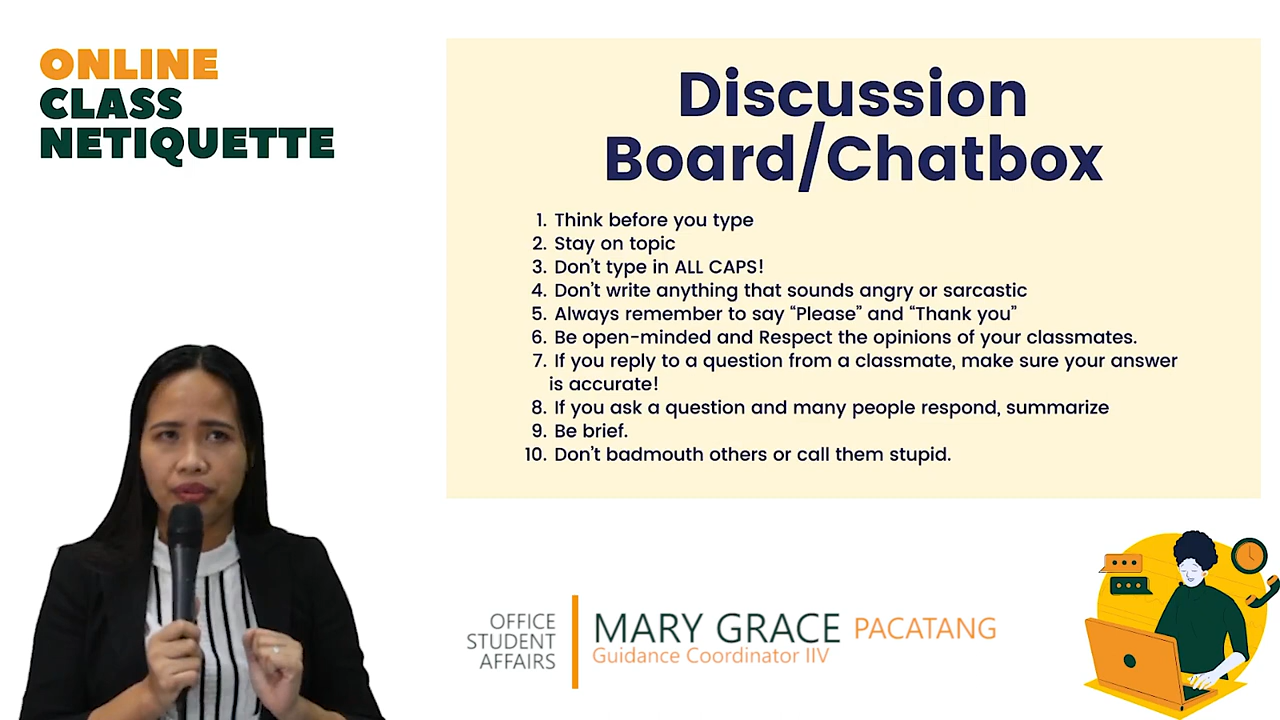 ONLINE
CLASS
NETIQUETTE
Discussion
Board/Chatbox
1. Think before you type
2. Stay on topic
3. Don't type in ALL CAPS!
4. Don't write anything that sounds angry or sarcastic
5. Always remember to say “Please” and “Thank you”
6. Be open-minded and Respect the opinions of your classmates.
7. If you reply to a question from a classmate, make sure your answer
is accurate!
8. If you ask a question and many people respond, summarize
9. Be brief.
10. Don't badmouth others or call them stupid.
OFFICE
STUDENT
AFFAIRS
MARY GRACE PACATANG
Guidance Coordinator IIV